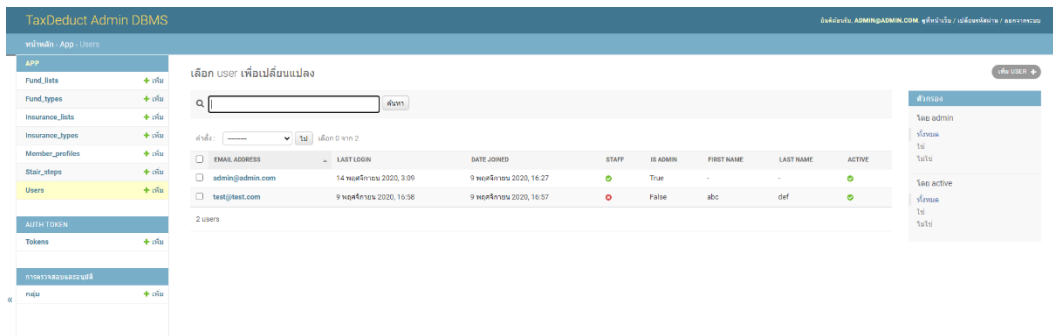 TaxDeduct Admin DBMS
ยินดีต้อนรับ, ADMIN@ADMIN.COM. ดูที่หน้าเว็บ / เปลี่ยนรหัสผ่าน / ออกจากระบบ
หน้าหลัก › App › Users
APP
Fund_lists + เพิ่ม
Fund_types + เพิ่ม
Insurance_lists + เพิ่ม
Insurance_types + เพิ่ม
Member_profiles + เพิ่ม
Stair_steps + เพิ่ม
Users + เพิ่ม
AUTH TOKEN
Tokens + เพิ่ม
การตรวจสอบและอนุมัติ
กลุ่ม + เพิ่ม
«
เลือก user เพื่อเปลี่ยนแปลง
เพิ่ม USER +
ค้นหา
คำสั่ง : --------- ไป เลือก 0 จาก 2
EMAIL ADDRESS LAST LOGIN DATE JOINED STAFF IS ADMIN FIRST NAME LAST NAME ACTIVE
admin@admin.com 14 พฤศจิกายน 2020, 3:09 9 พฤศจิกายน 2020, 16:27 True - -
test@test.com 9 พฤศจิกายน 2020, 16:58 9 พฤศจิกายน 2020, 16:57 False abc def
2 users
ตัวกรอง
โดย admin
ทั้งหมด
ใช่
ไม่ใช่
โดย active
ทั้งหมด
ใช่
ไม่ใช่